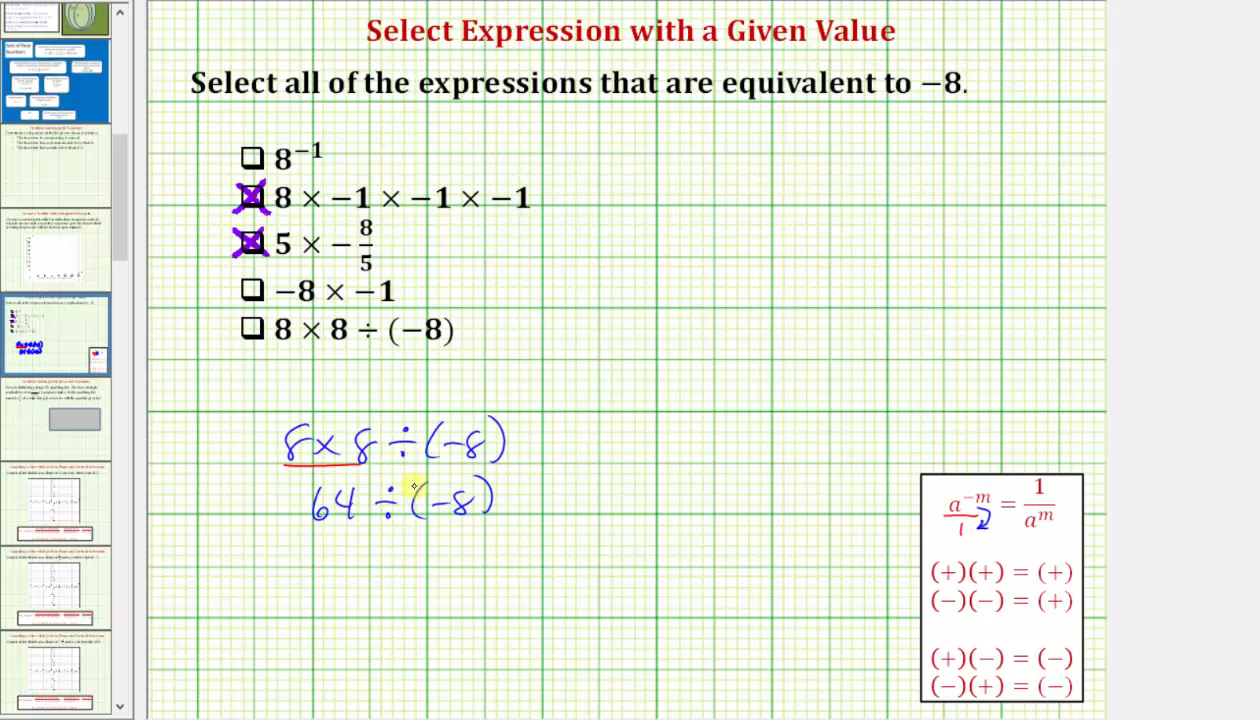 Select Expression with a Given Value
Select all of the expressions that are equivalent to −8.
❑ 8⁻¹
❑ 8 × −1 × −1 × −1
❑ 5 × − 8/5
❑ −8 × −1
❑ 8 × 8 ÷ (−8)
8 × 8 ÷ (−8)
64 ÷ (−8)
a⁻ᵐ = 1/aᵐ
1
(+)(+) = (+)
(−)(−) = (+)
(+)(−) = (−)
(−)(+) = (−)